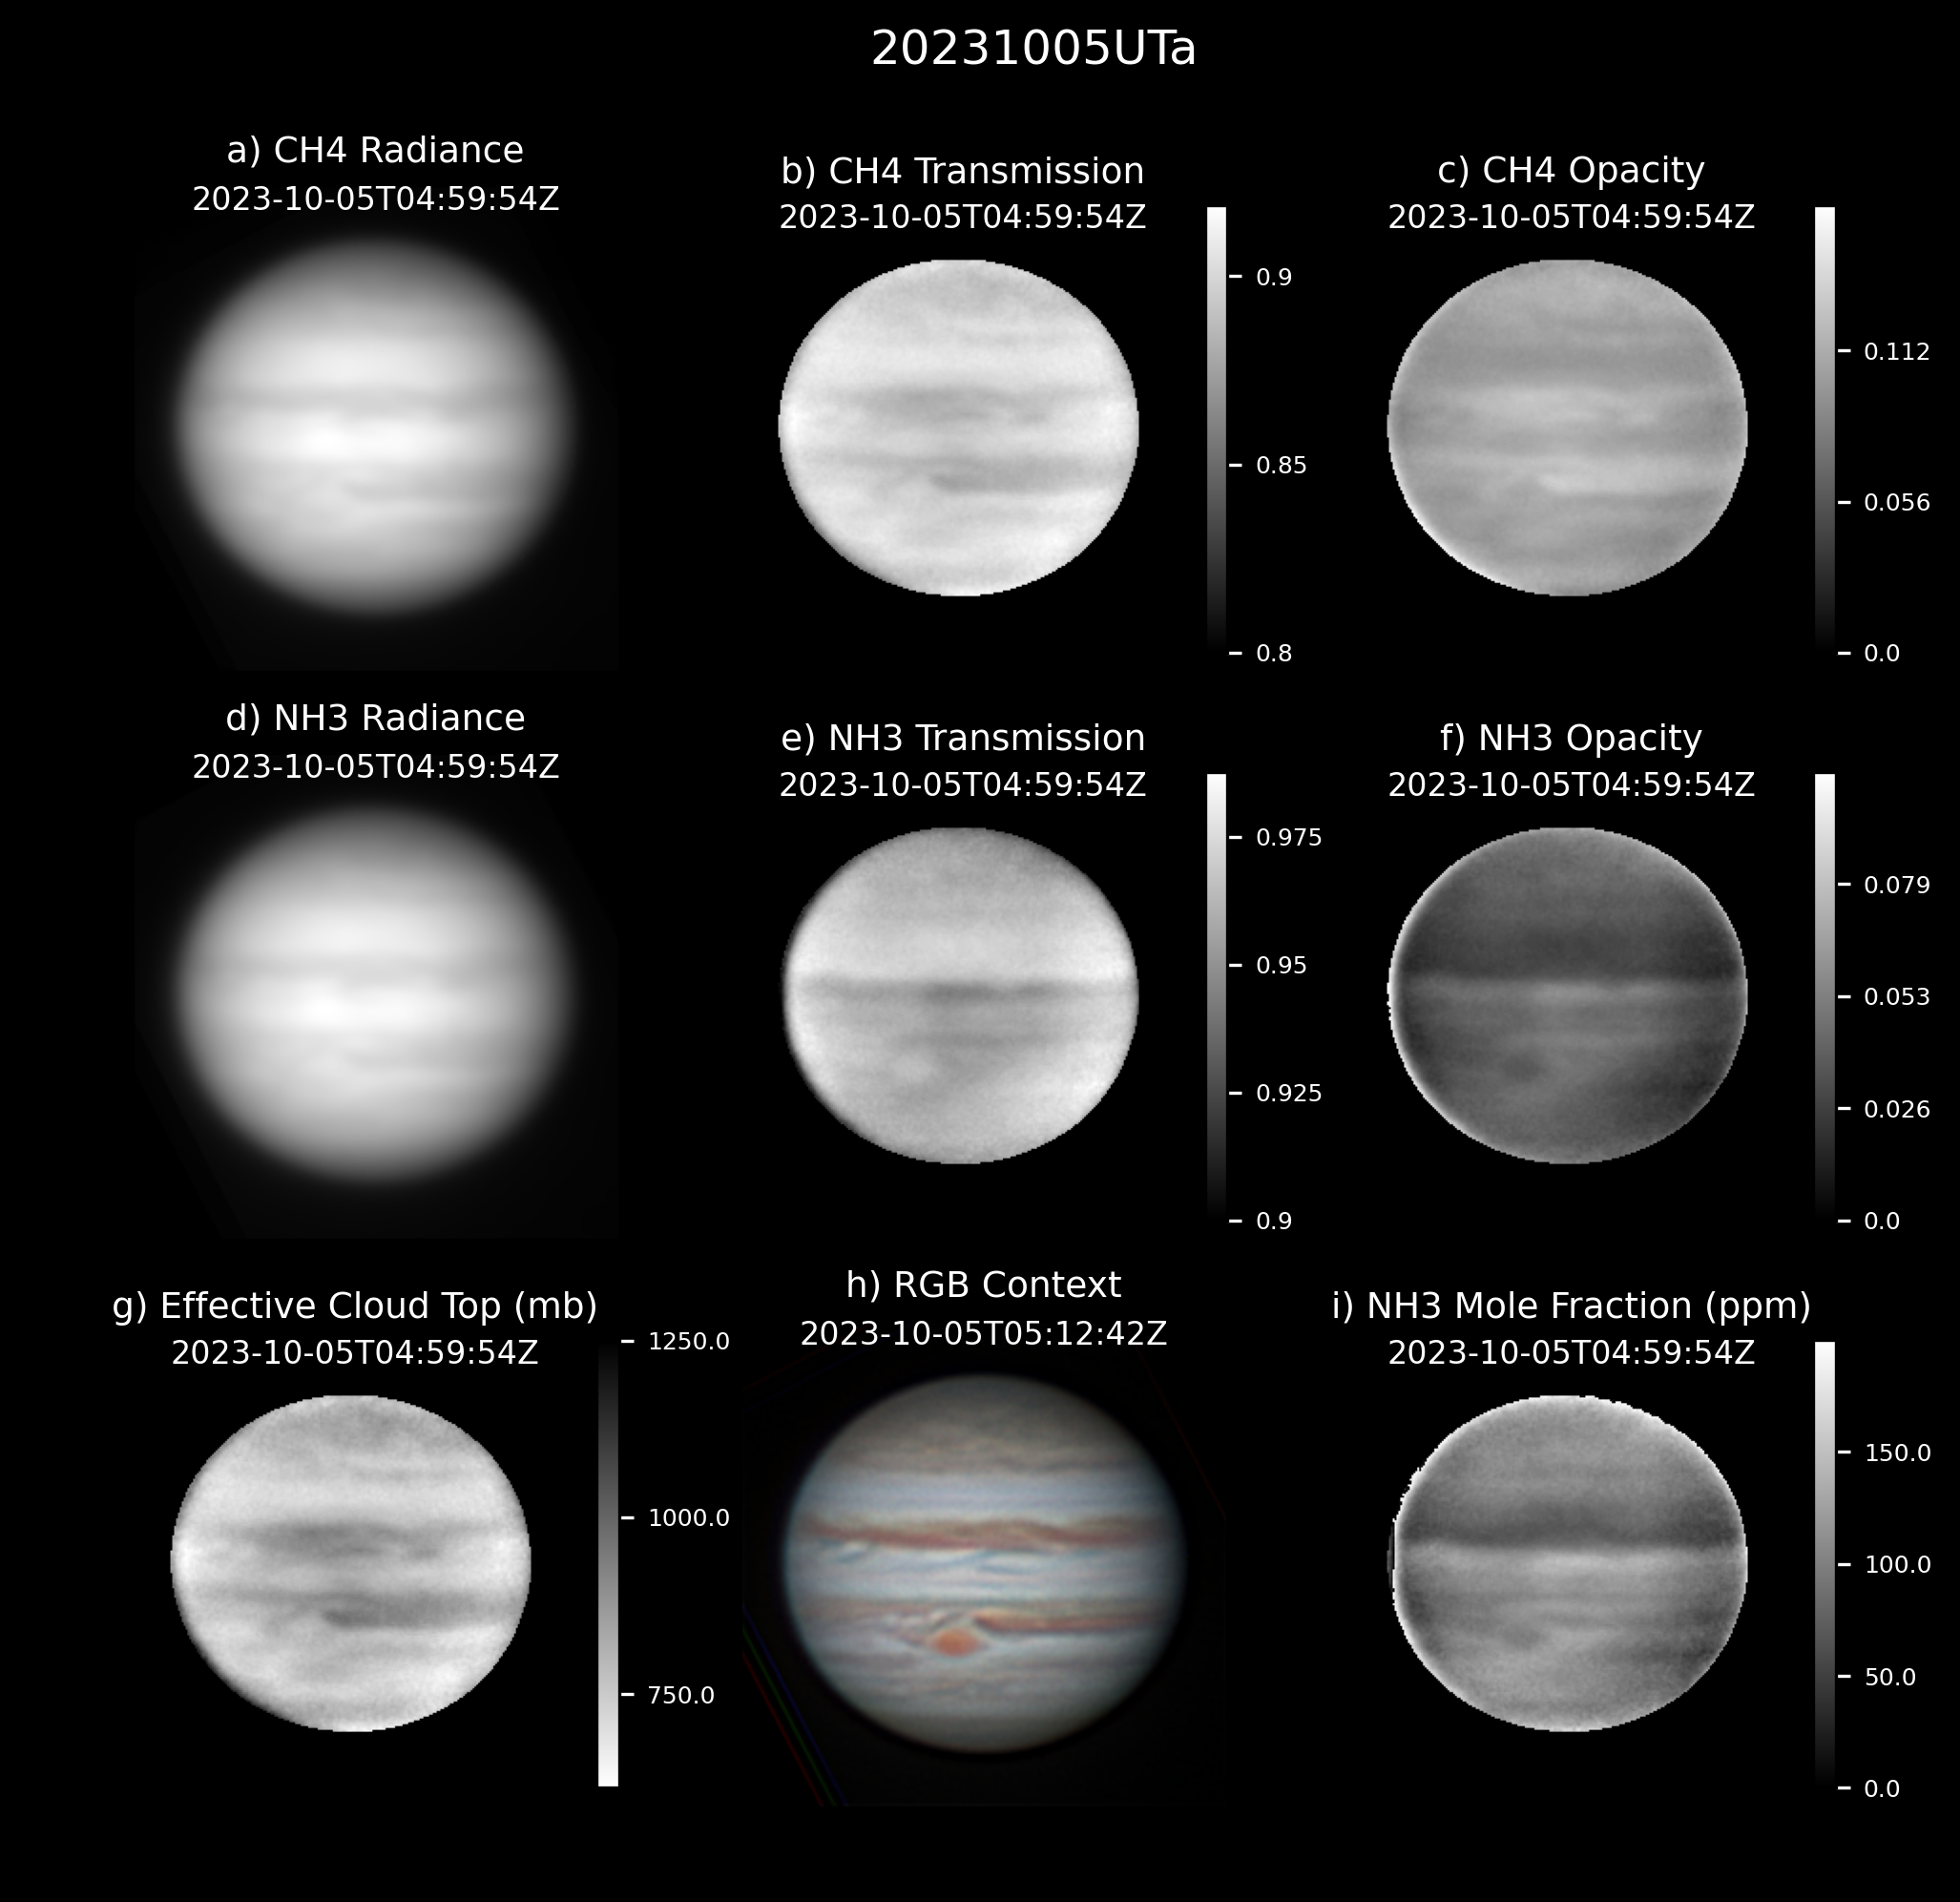 20231005UTa
a) CH4 Radiance
2023-10-05T04:59:54Z
b) CH4 Transmission
2023-10-05T04:59:54Z
0.9
0.85
0.8
c) CH4 Opacity
2023-10-05T04:59:54Z
0.112
0.056
0.0
d) NH3 Radiance
2023-10-05T04:59:54Z
e) NH3 Transmission
2023-10-05T04:59:54Z
0.975
0.95
0.925
0.9
f) NH3 Opacity
2023-10-05T04:59:54Z
0.079
0.053
0.026
0.0
g) Effective Cloud Top (mb)
2023-10-05T04:59:54Z
1250.0
1000.0
750.0
h) RGB Context
2023-10-05T05:12:42Z
i) NH3 Mole Fraction (ppm)
2023-10-05T04:59:54Z
150.0
100.0
50.0
0.0